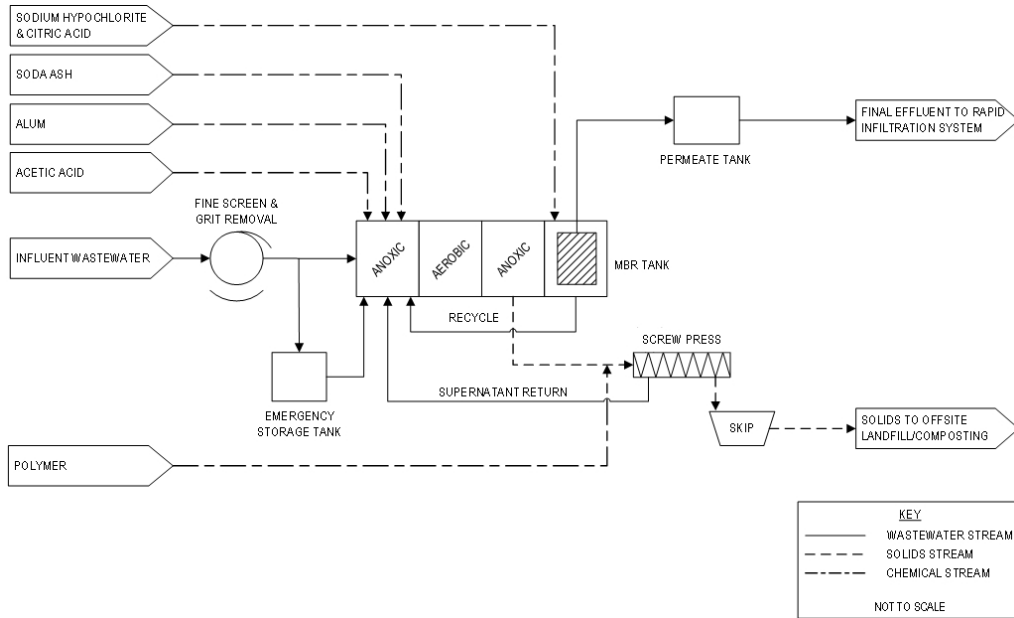 SODIUM HYPOCHLORITE
& CITRIC ACID
SODA ASH
ALUM
ACETIC ACID
FINE SCREEN &
GRIT REMOVAL
INFLUENT WASTEWATER
ANOXIC
AEROBIC
ANOXIC
MBR TANK
PERMEATE TANK
FINAL EFFLUENT TO RAPID
INFILTRATION SYSTEM
RECYCLE
SCREW PRESS
EMERGENCY
STORAGE TANK
SUPERNATANT RETURN
SKIP
SOLIDS TO OFFSITE
LANDFILL/COMPOSTING
POLYMER
KEY
WASTEWATER STREAM
SOLIDS STREAM
CHEMICAL STREAM
NOT TO SCALE